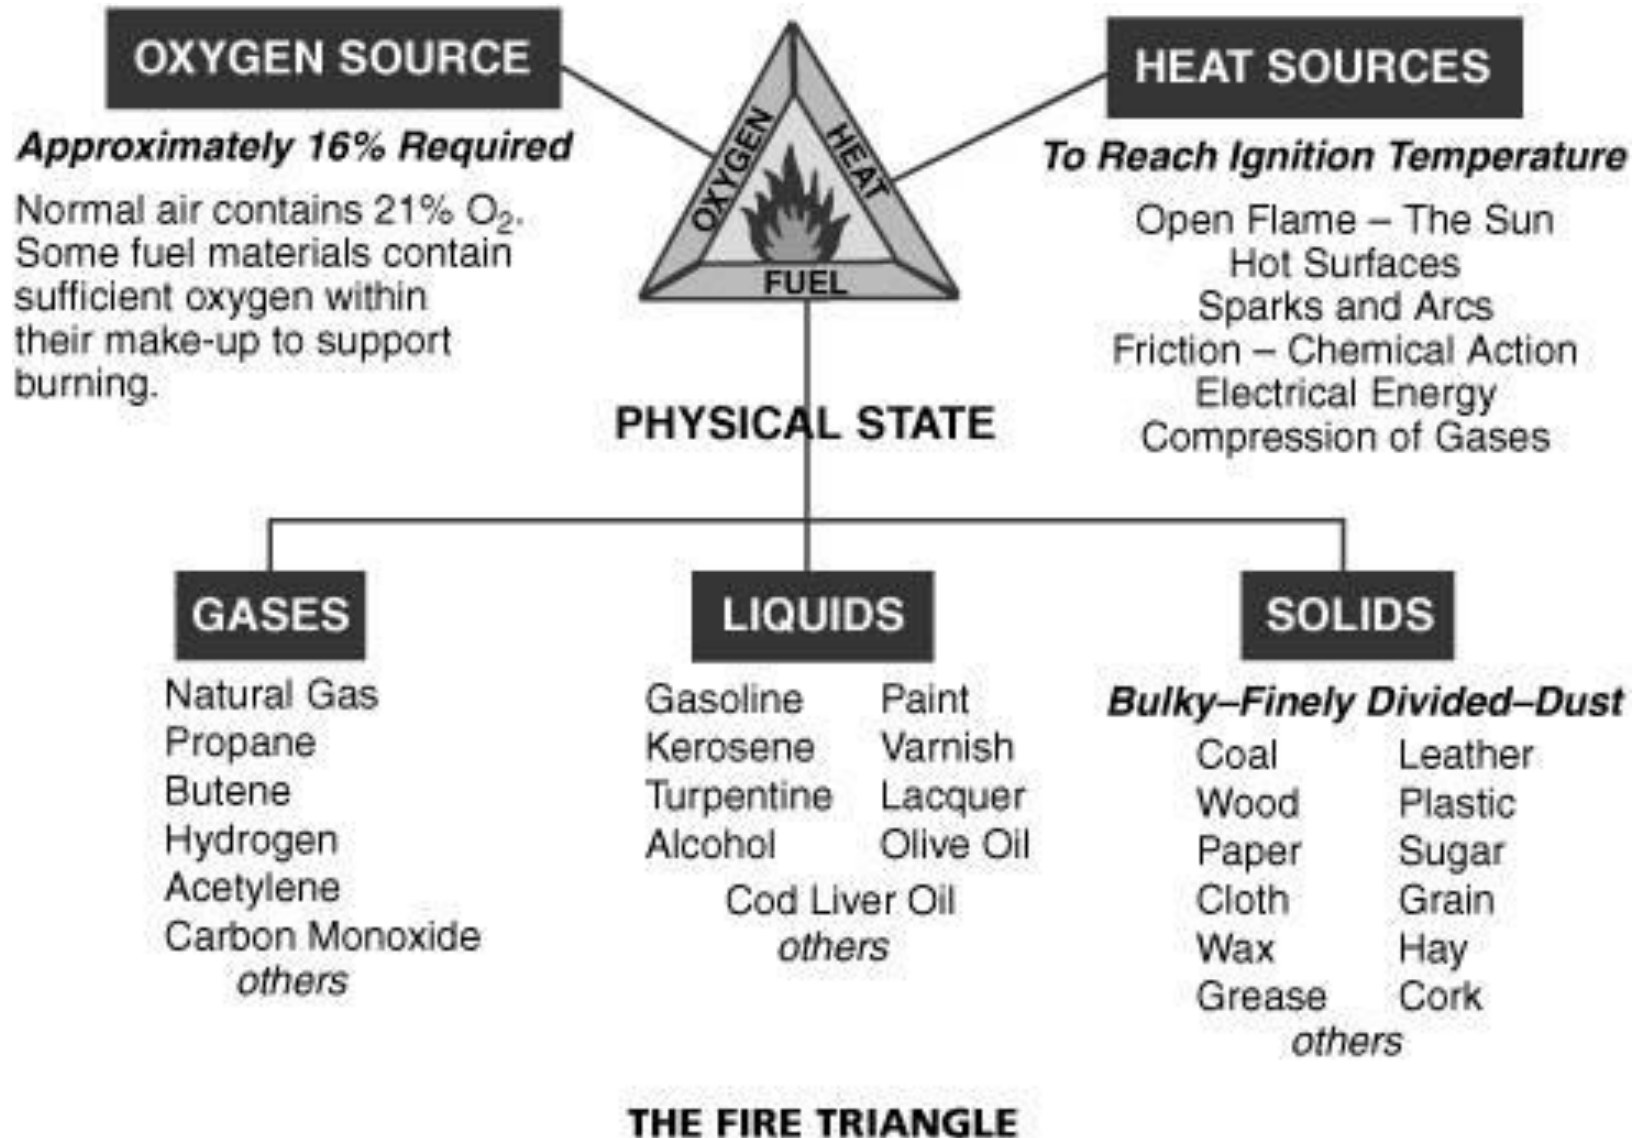 OXYGEN SOURCE
Approximately 16% Required
Normal air contains 21% O₂.
Some fuel materials contain
sufficient oxygen within
their make-up to support
burning.
OXYGEN
HEAT
FUEL
HEAT SOURCES
To Reach Ignition Temperature
Open Flame – The Sun
Hot Surfaces
Sparks and Arcs
Friction – Chemical Action
Electrical Energy
Compression of Gases
PHYSICAL STATE
GASES
Natural Gas
Propane
Butene
Hydrogen
Acetylene
Carbon Monoxide
others
LIQUIDS
Gasoline Paint
Kerosene Varnish
Turpentine Lacquer
Alcohol Olive Oil
Cod Liver Oil
others
SOLIDS
Bulky–Finely Divided–Dust
Coal Leather
Wood Plastic
Paper Sugar
Cloth Grain
Wax Hay
Grease Cork
others
THE FIRE TRIANGLE